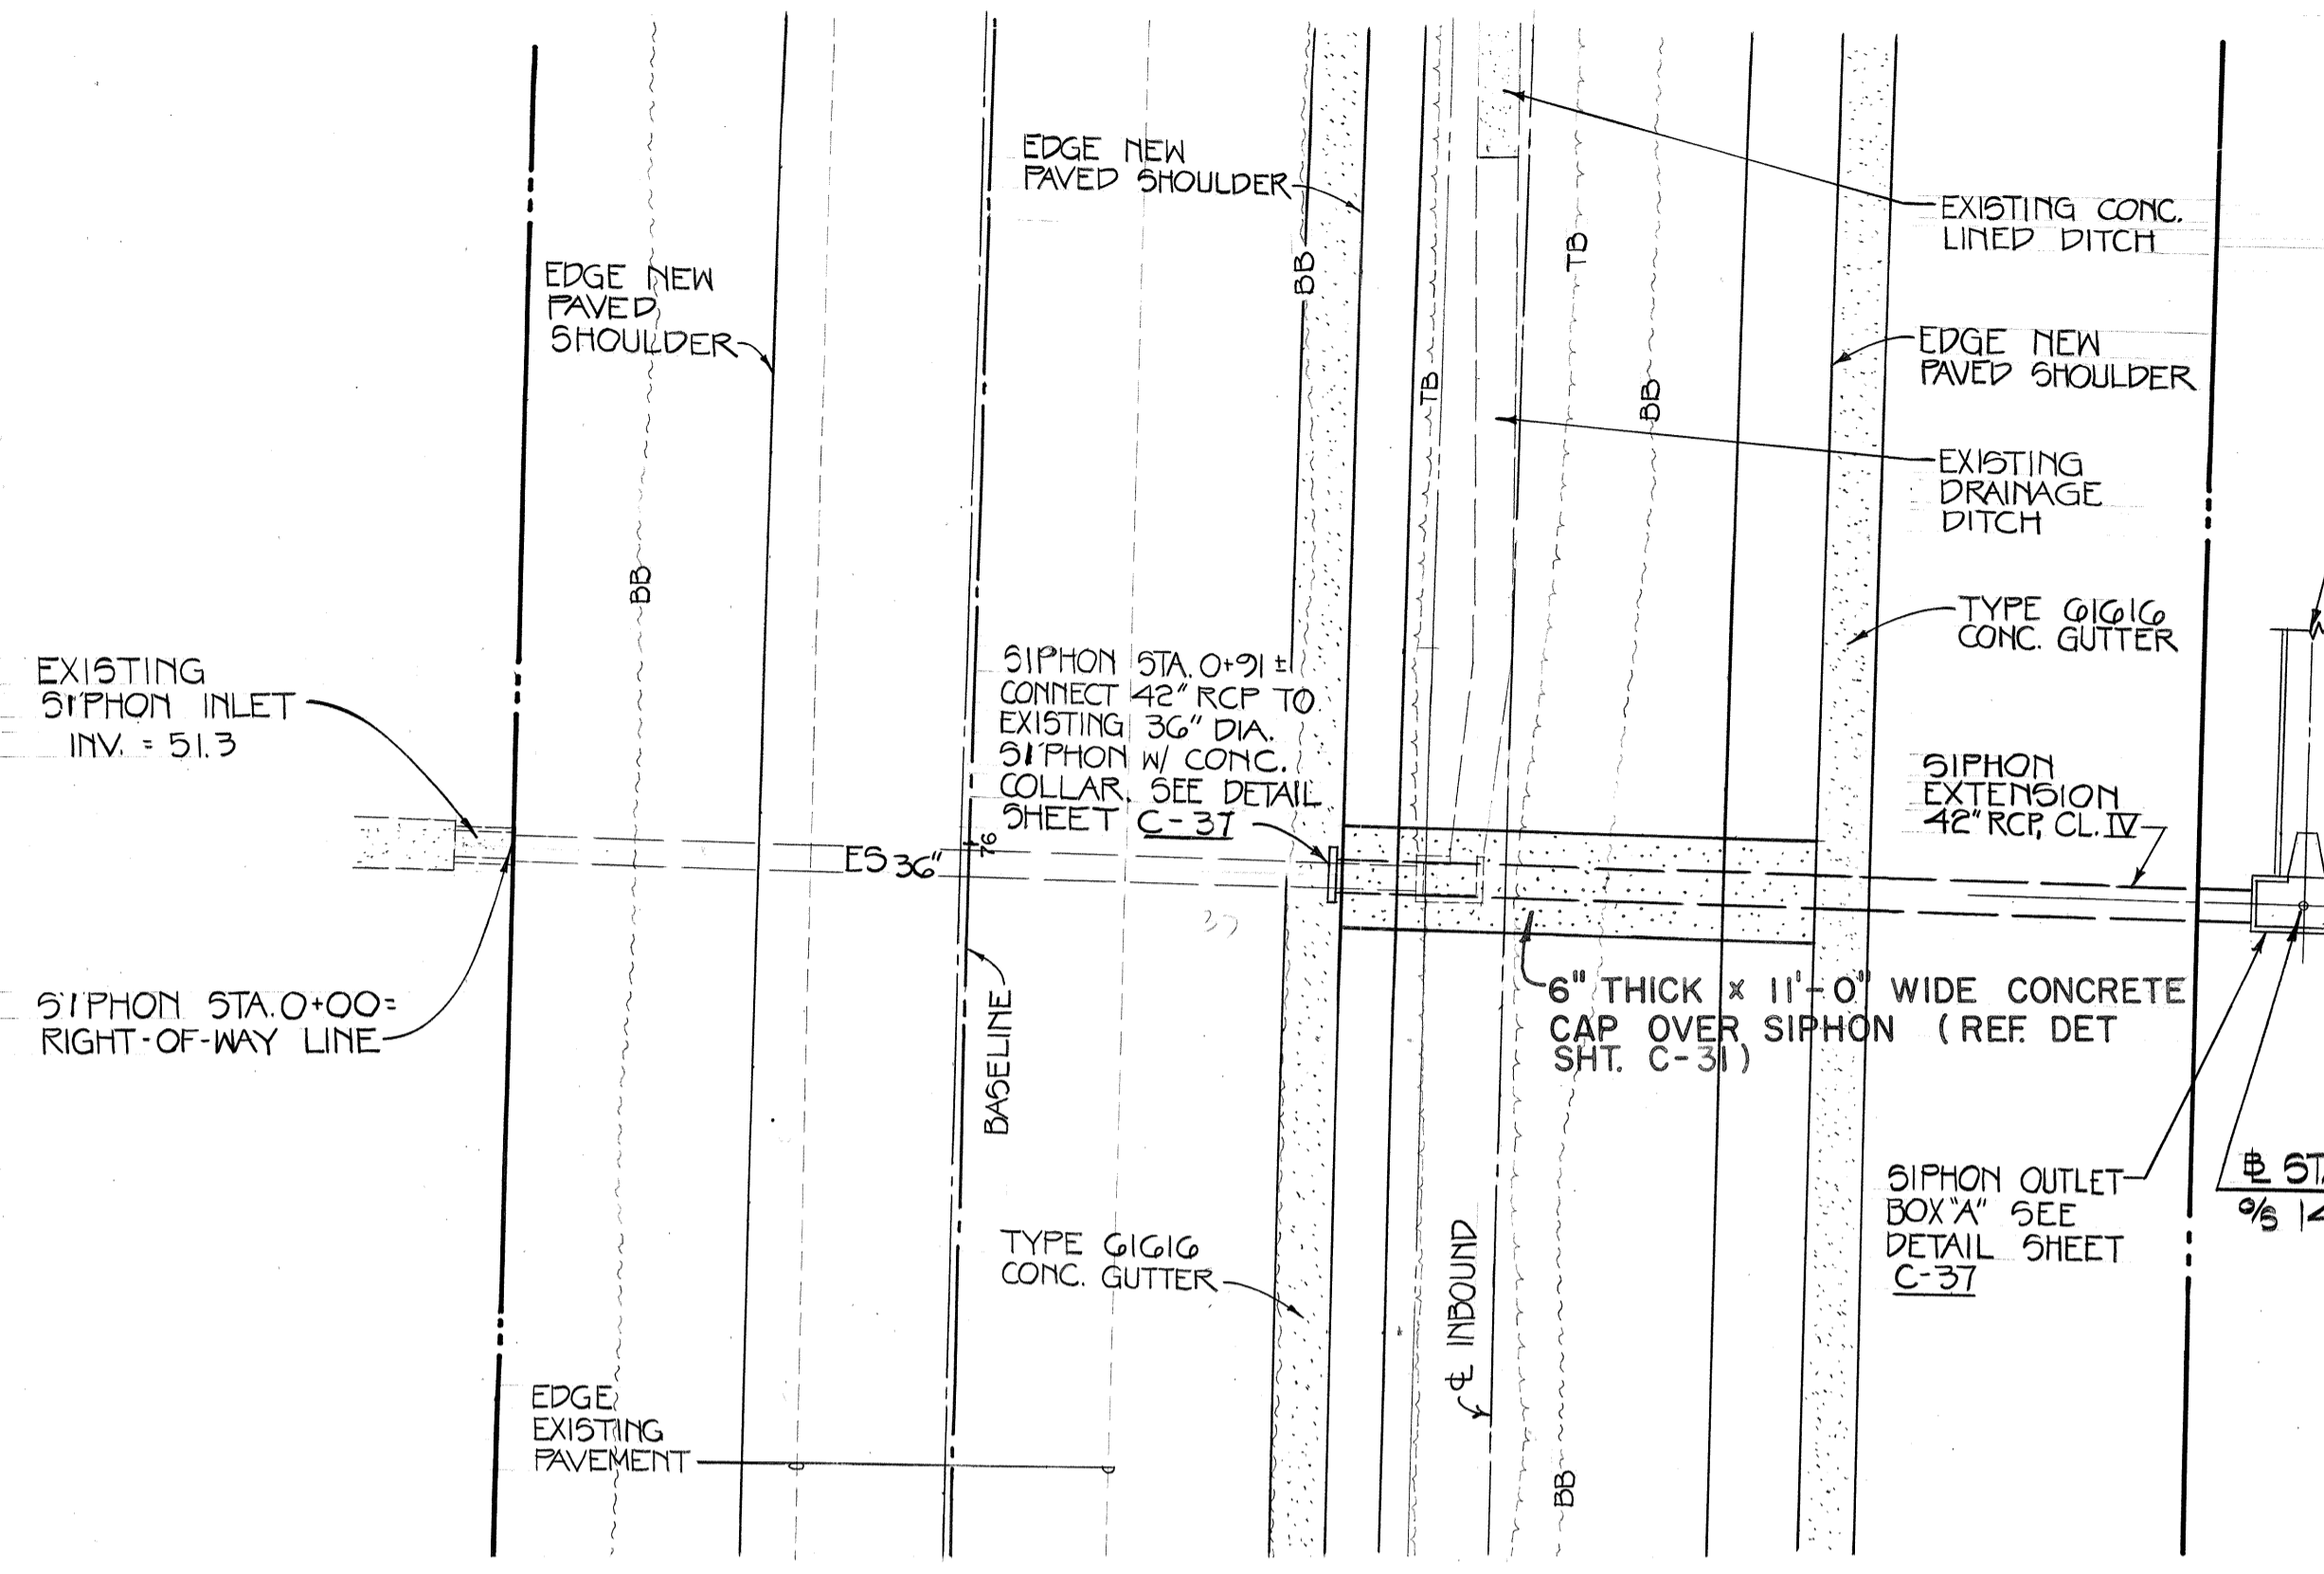 EDGE NEW
PAVED SHOULDER
BB
TB
TB
BB
EXISTING CONC.
LINED DITCH
EDGE NEW
PAVED
SHOULDER
EDGE NEW
PAVED SHOULDER
EXISTING
DRAINAGE
DITCH
BB
TYPE G1G1G
CONC. GUTTER
EXISTING
SIPHON INLET
INV. = 51.3
SIPHON STA. 0+91 ±
CONNECT 42" RCP TO
EXISTING 36" DIA.
SIPHON W/ CONC.
COLLAR. SEE DETAIL
SHEET C-37
SIPHON
EXTENSION
42" RCP, CL. IV
ES 36"
76
SIPHON STA. 0+00=
RIGHT-OF-WAY LINE
BASELINE
6" THICK x 11'-0" WIDE CONCRETE
CAP OVER SIPHON (REF. DET
SHT. C-31)
SIPHON OUTLET
BOX "A" SEE
DETAIL SHEET
C-37
TYPE G1G1G
CONC. GUTTER
℄ INBOUND
EDGE
EXISTING
PAVEMENT
BB